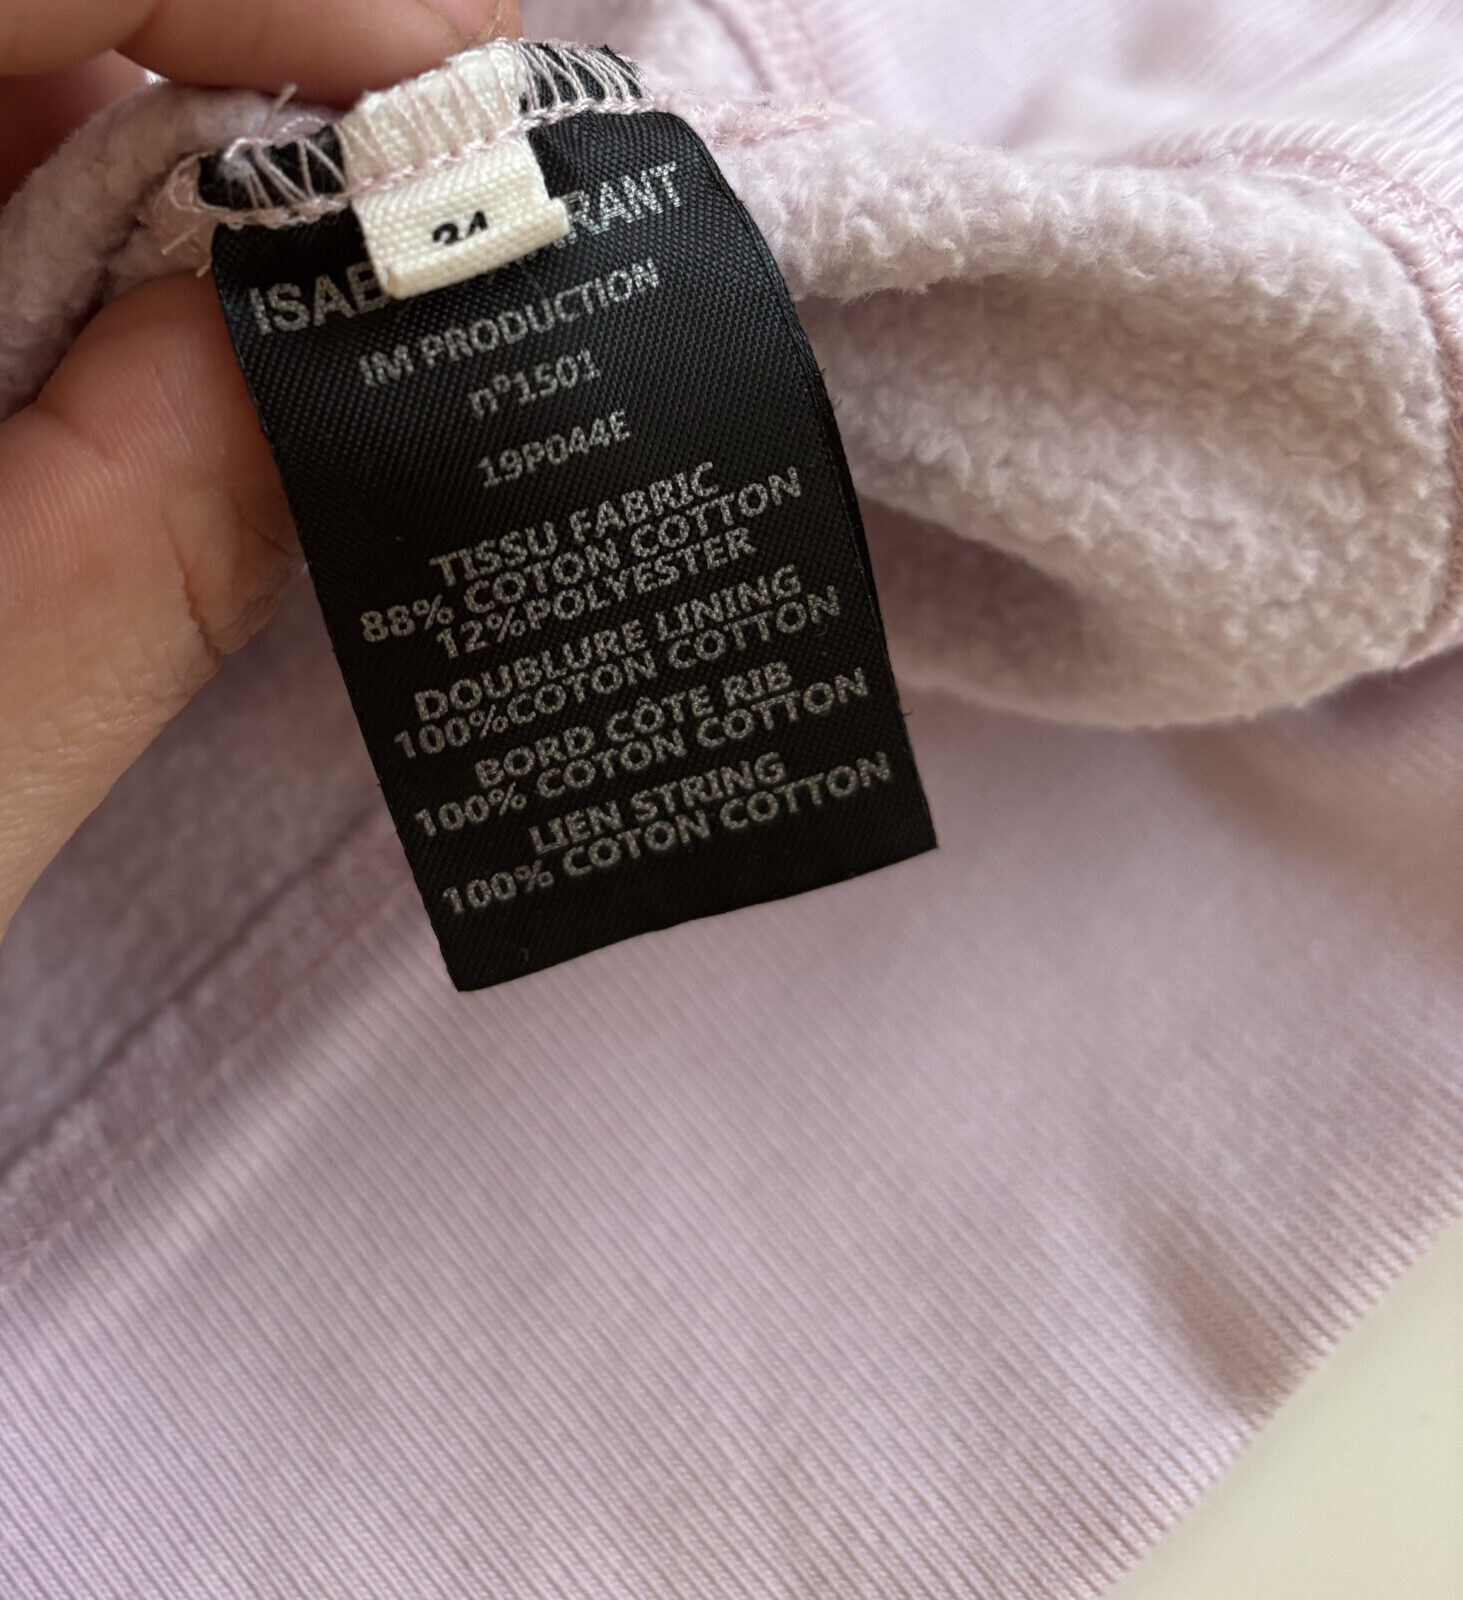 34
ISAB RANT
IM PRODUCTION
n°1501
19P044E
TISSU FABRIC
88% COTON COTTON
12%POLYESTER
DOUBLURE LINING
100%COTON COTTON
BORD CÔTE RIB
100% COTON COTTON
LIEN STRING
100% COTON COTTON